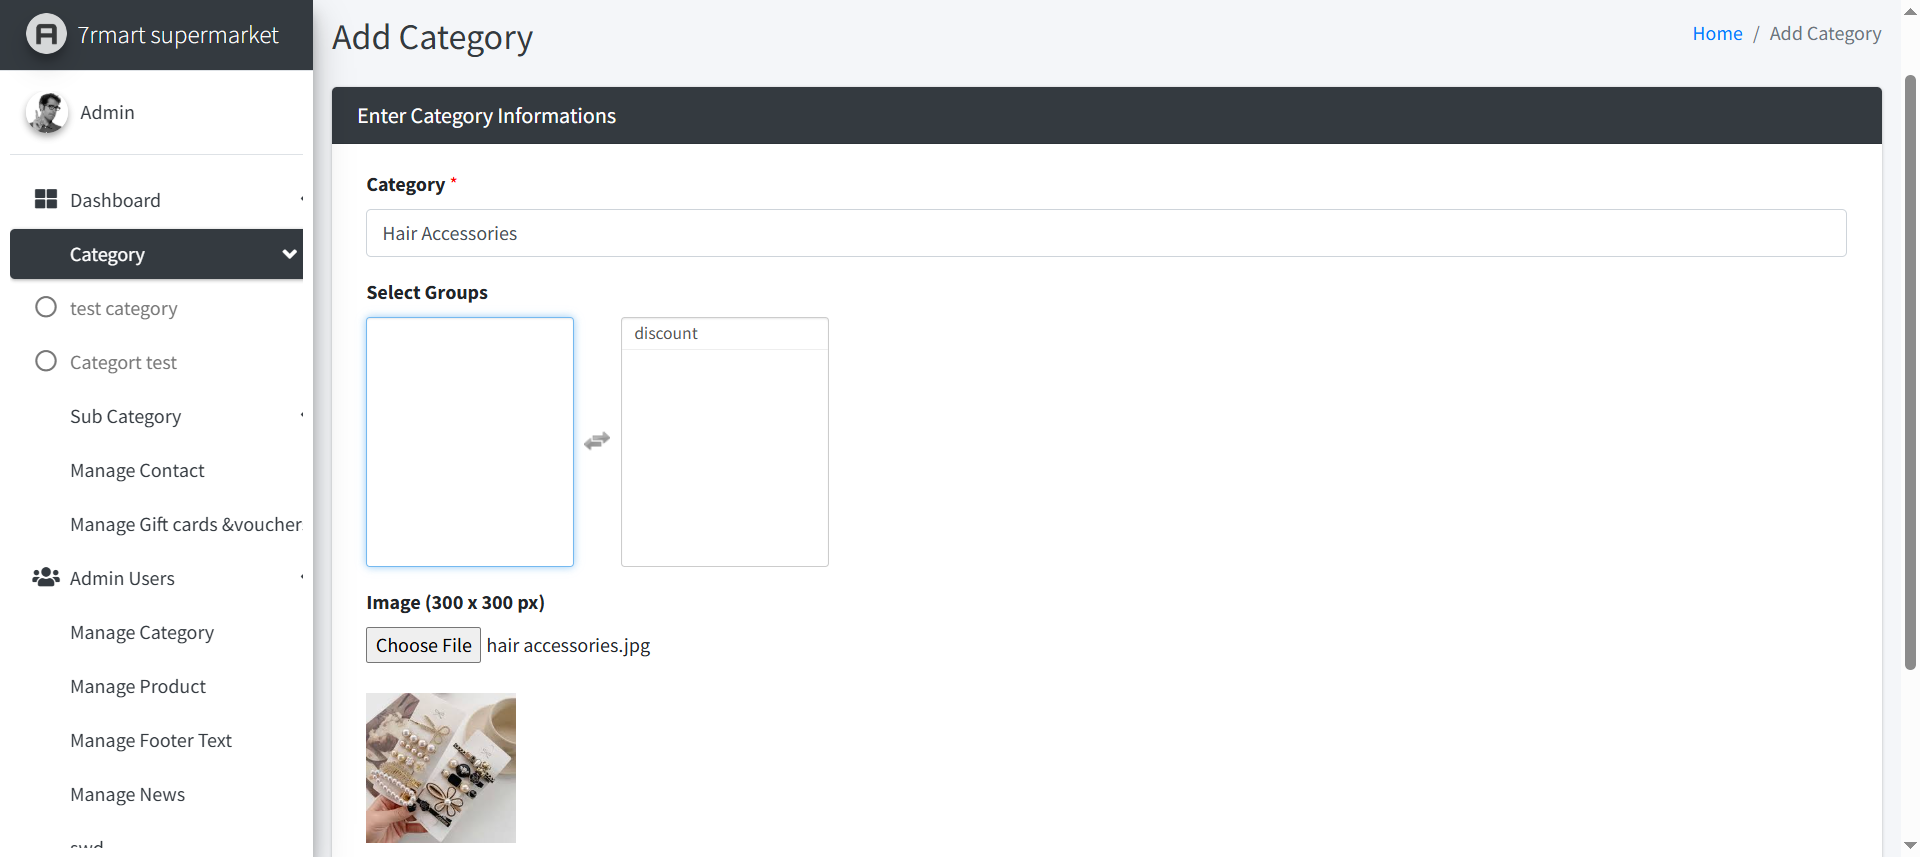 7rmart supermarket
Admin
Dashboard
Category
test category
Categort test
Sub Category
Manage Contact
Manage Gift cards &voucher
Admin Users
Manage Category
Manage Product
Manage Footer Text
Manage News
swd
Add Category
Home / Add Category
Enter Category Informations
Category *
Hair Accessories
Select Groups
discount
Image (300 x 300 px)
Choose File hair accessories.jpg